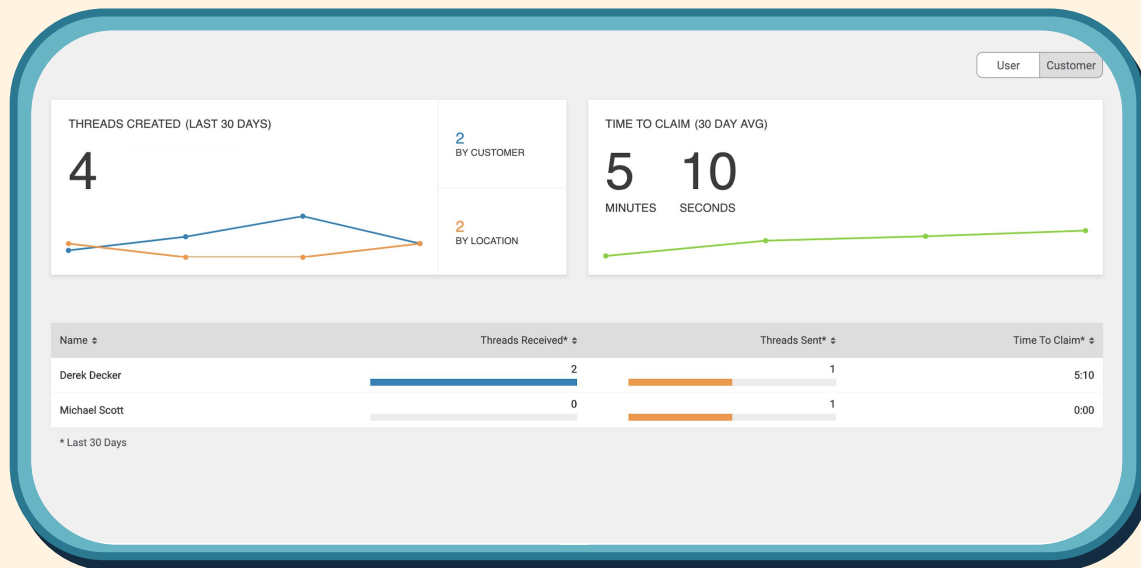 User Customer
THREADS CREATED (LAST 30 DAYS)
4
2
BY CUSTOMER
2
BY LOCATION
TIME TO CLAIM (30 DAY AVG)
5 10
MINUTES SECONDS
Name Threads Received* Threads Sent* Time To Claim*
Derek Decker 2 1 5:10
Michael Scott 0 1 0:00
* Last 30 Days